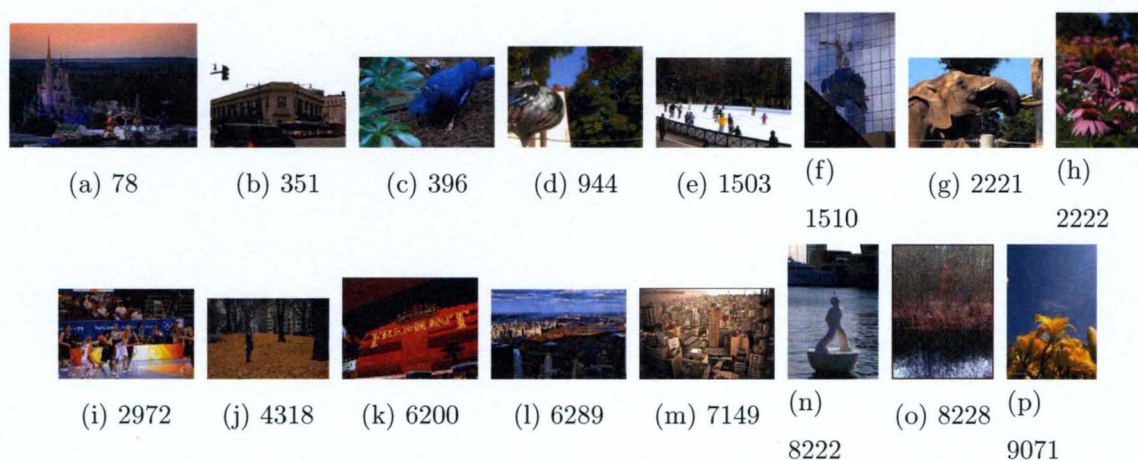 (a) 78 (b) 351 (c) 396 (d) 944 (e) 1503 (f) 1510 (g) 2221 (h) 2222
(i) 2972 (j) 4318 (k) 6200 (l) 6289 (m) 7149 (n) 8222 (o) 8228 (p) 9071